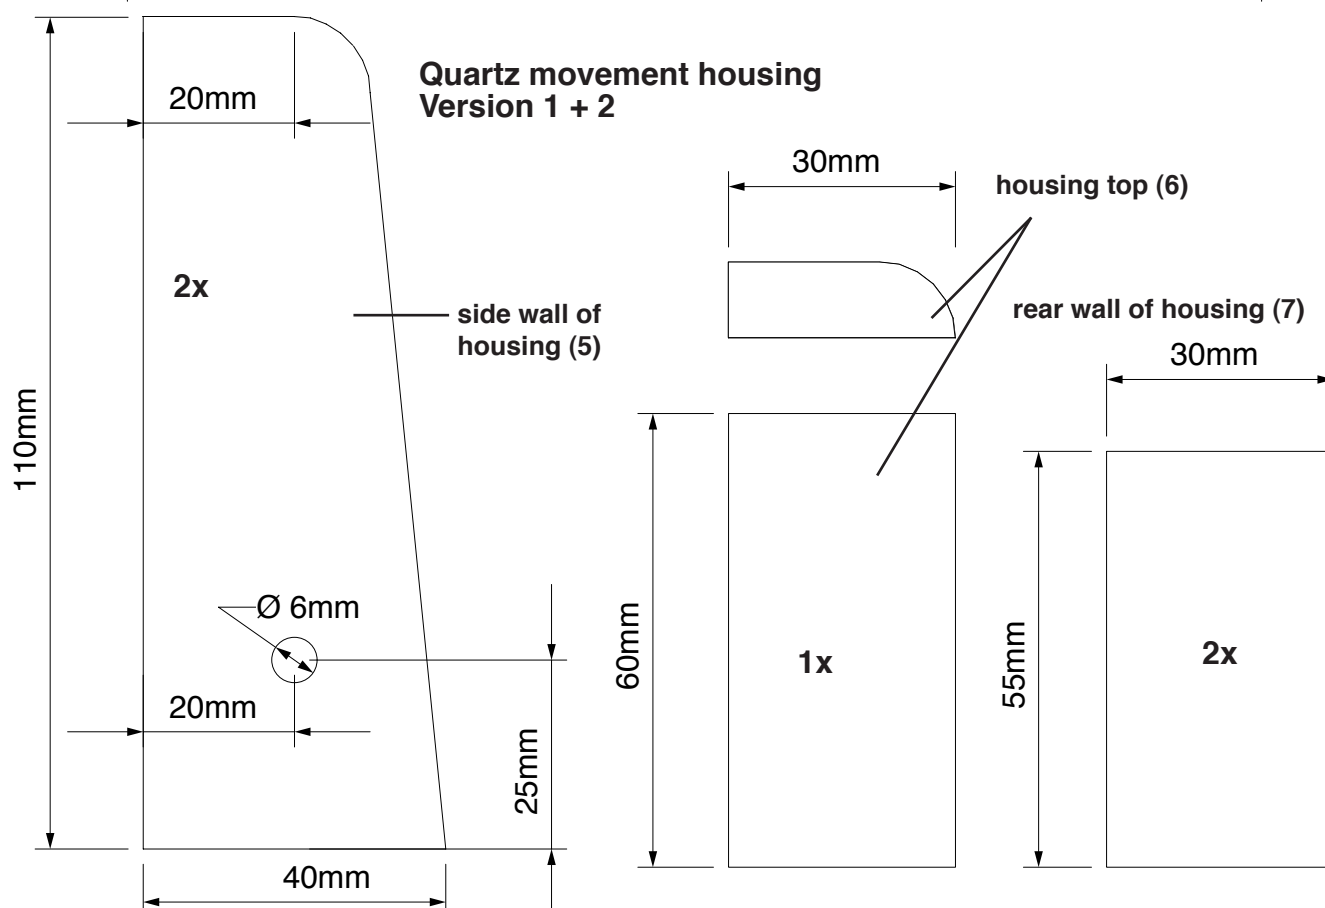 Quartz movement housing
Version 1 + 2
20mm
30mm
housing top (6)
2x
side wall of
housing (5)
rear wall of housing (7)
30mm
110mm
Ø 6mm
60mm
1x
55mm
2x
20mm
25mm
40mm